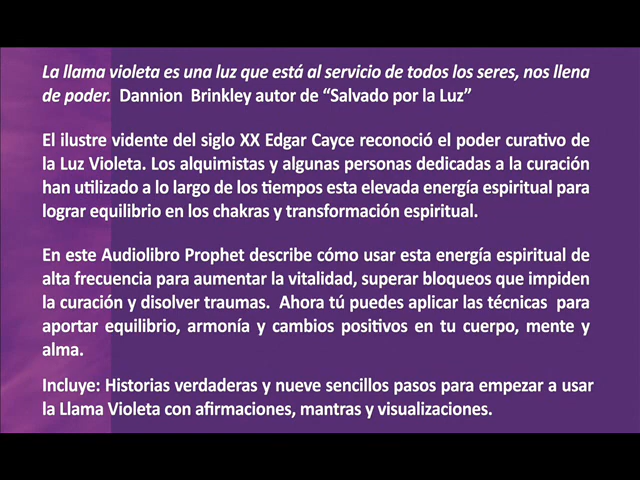 La llama violeta es una luz que está al servicio de todos los seres, nos llena
de poder. Dannion Brinkley autor de “Salvado por la Luz”
El ilustre vidente del siglo XX Edgar Cayce reconoció el poder curativo de
la Luz Violeta. Los alquimistas y algunas personas dedicadas a la curación
han utilizado a lo largo de los tiempos esta elevada energía espiritual para
lograr equilibrio en los chakras y transformación espiritual.
En este Audiolibro Prophet describe cómo usar esta energía espiritual de
alta frecuencia para aumentar la vitalidad, superar bloqueos que impiden
la curación y disolver traumas. Ahora tú puedes aplicar las técnicas para
aportar equilibrio, armonía y cambios positivos en tu cuerpo, mente y
alma.
Incluye: Historias verdaderas y nueve sencillos pasos para empezar a usar
la Llama Violeta con afirmaciones, mantras y visualizaciones.